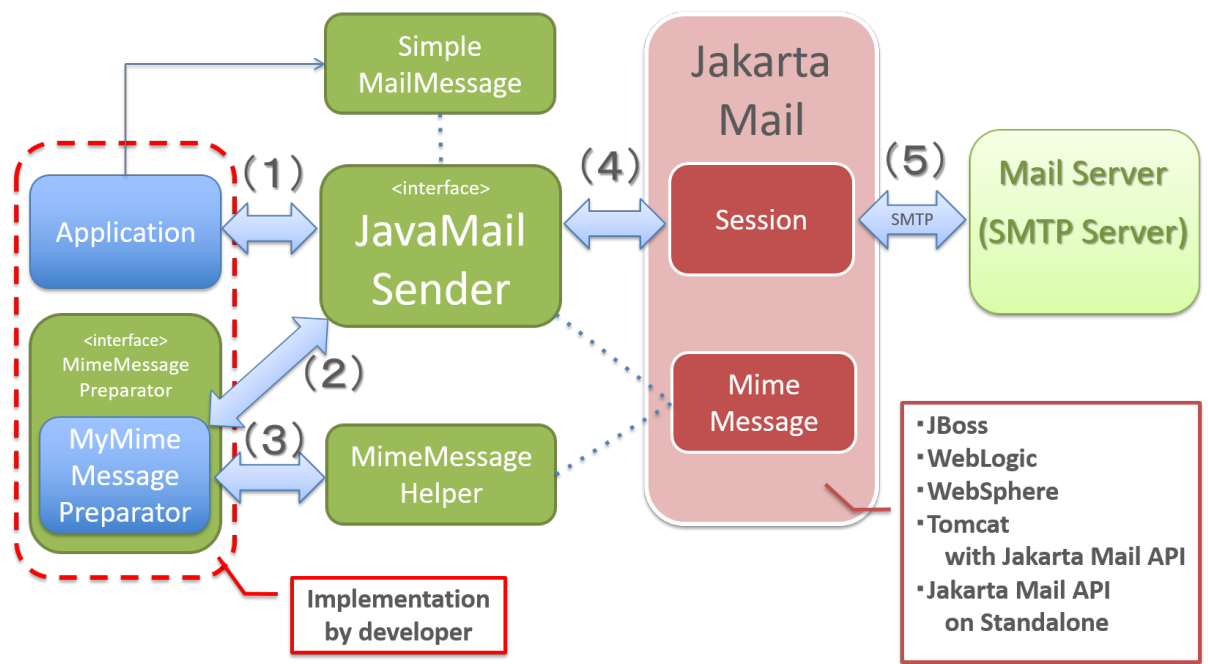 Simple
MailMessage
Jakarta
Mail
(1)
(4)
(5)
Application
<interface>
JavaMail
Sender
Session
SMTP
Mail Server
(SMTP Server)
<interface>
MimeMessage
Preparator
(2)
Mime
Message
MyMime
Message
Preparator
(3)
MimeMessage
Helper
・JBoss
・WebLogic
・WebSphere
・Tomcat
with Jakarta Mail API
・Jakarta Mail API
on Standalone
Implementation
by developer